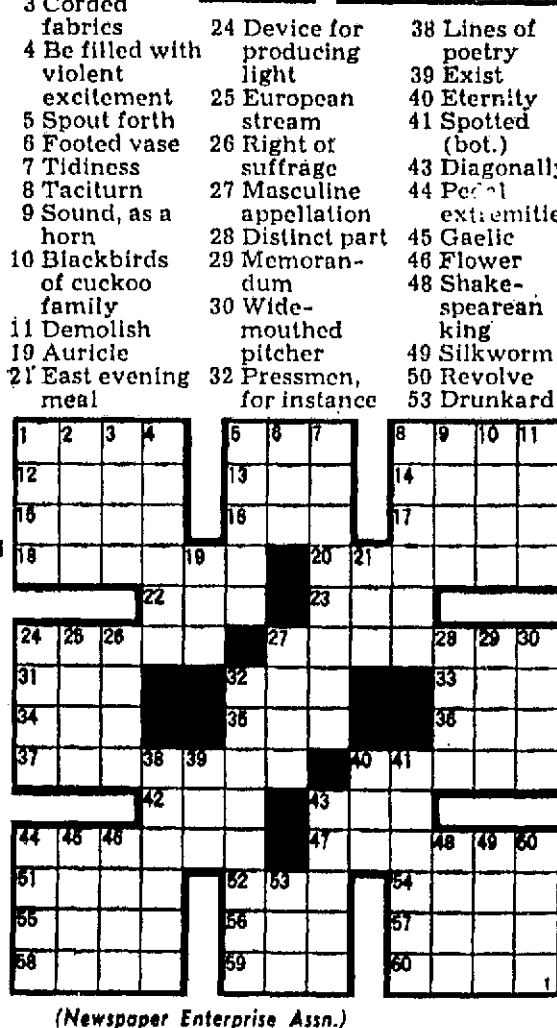 3 Corded
fabrics
4 Be filled with
violent
excitement
5 Spout forth
6 Footed vase
7 Tidiness
8 Taciturn
9 Sound, as a
horn
10 Blackbirds
of cuckoo
family
11 Demolish
19 Auricle
21 East evening
meal
24 Device for
producing
light
25 European
stream
26 Right of
suffrage
27 Masculine
appellation
28 Distinct part
29 Memoran-
dum
30 Wide-
mouthed
pitcher
32 Pressmen,
for instance
38 Lines of
poetry
39 Exist
40 Eternity
41 Spotted
(bot.)
43 Diagonally
44 Pedal
extremitie
45 Gaelic
46 Flower
48 Shake-
spearean
king
49 Silkworm
50 Revolve
53 Drunkard
1 2 3 4 5 6 7 8 9 10 11
12 13 14
15 16 17
18 19 20 21
22 23
24 25 26 27 28 29 30
31 32 33
34 35 36
37 38 39 40 41
42 43
44 45 46 47 48 49 50
51 52 53 54
55 56 57
58 59 60
1
(Newspaper Enterprise Assn.)